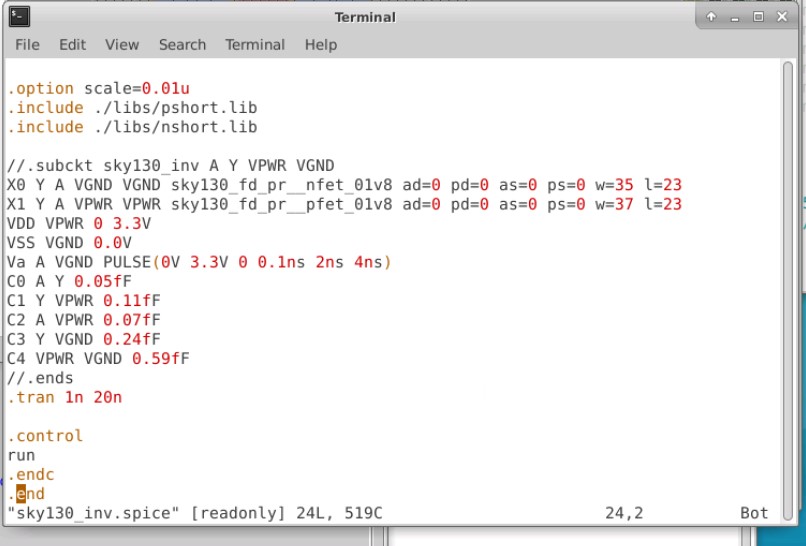 Terminal
File Edit View Search Terminal Help
.option scale=0.01u
.include ./libs/pshort.lib
.include ./libs/nshort.lib
//.subckt sky130_inv A Y VPWR VGND
X0 Y A VGND VGND sky130_fd_pr__nfet_01v8 ad=0 pd=0 as=0 ps=0 w=35 l=23
X1 Y A VPWR VPWR sky130_fd_pr__pfet_01v8 ad=0 pd=0 as=0 ps=0 w=37 l=23
VDD VPWR 0 3.3V
VSS VGND 0.0V
Va A VGND PULSE(0V 3.3V 0 0.1ns 2ns 4ns)
C0 A Y 0.05fF
C1 Y VPWR 0.11fF
C2 A VPWR 0.07fF
C3 Y VGND 0.24fF
C4 VPWR VGND 0.59fF
//.ends
.tran 1n 20n
.control
run
.endc
.end
"sky130_inv.spice" [readonly] 24L, 519C 24,2 Bot